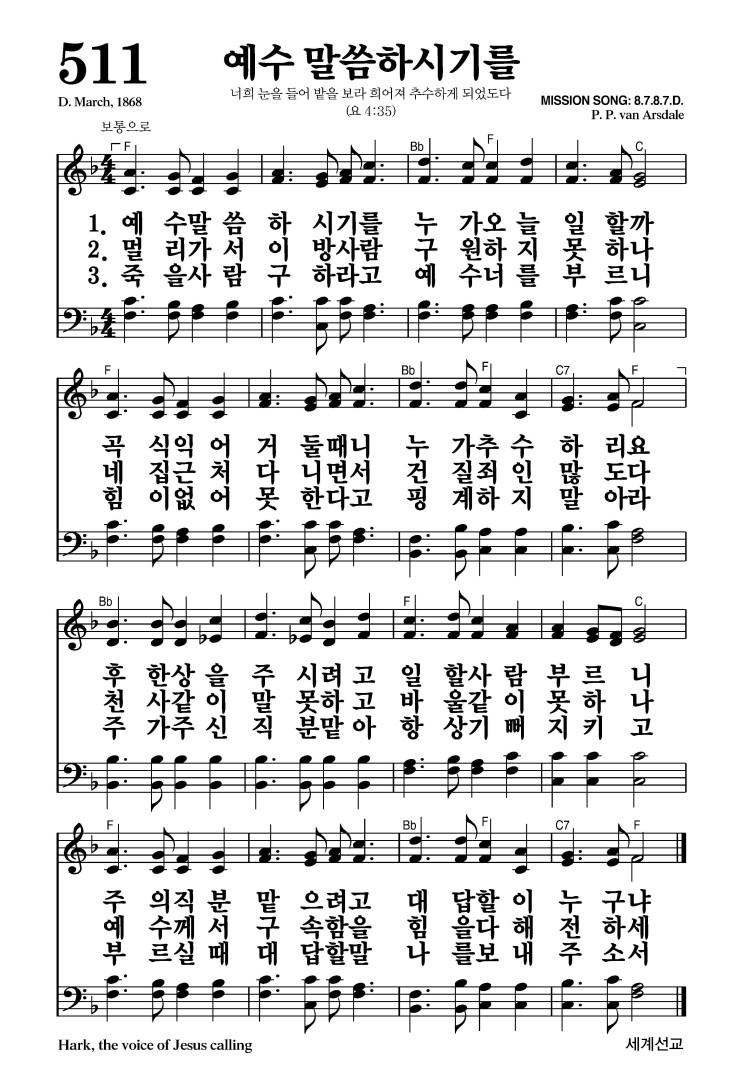 511
예수 말씀하시기를
너희 눈을 들어 밭을 보라 희어져 추수하게 되었도다
(요 4:35)
D. March, 1868
MISSION SONG: 8.7.8.7.D.
P. P. van Arsdale
보통으로
F Bb F C
1. 예 수말 씀 하 시기를 누 가오 늘 일 할까
2. 멀 리가 서 이 방사람 구 원하 지 못 하나
3. 죽 을사 람 구 하라고 예 수너 를 부 르니
F Bb F C7 F
곡 식익 어 거 둘때니 누 가추 수 하 리요
네 집근 처 다 니면서 건 질죄 인 많 도다
힘 이없 어 못 한다고 핑 계하 지 말 아라
Bb F C
후 한상 을 주 시려 고 일 할사 람 부 르 니
천 사같 이 말 못하 고 바 울같 이 못 하 나
주 가주 신 직 분맡 아 항 상기 뻐 지 키 고
F Bb F C7 F
주 의직 분 맡 으려고 대 답할 이 누 구냐
예 수께 서 구 속함을 힘 을다 해 전 하세
부 르실 때 대 답할말 나 를보 내 주 소서
Hark, the voice of Jesus calling
세계선교